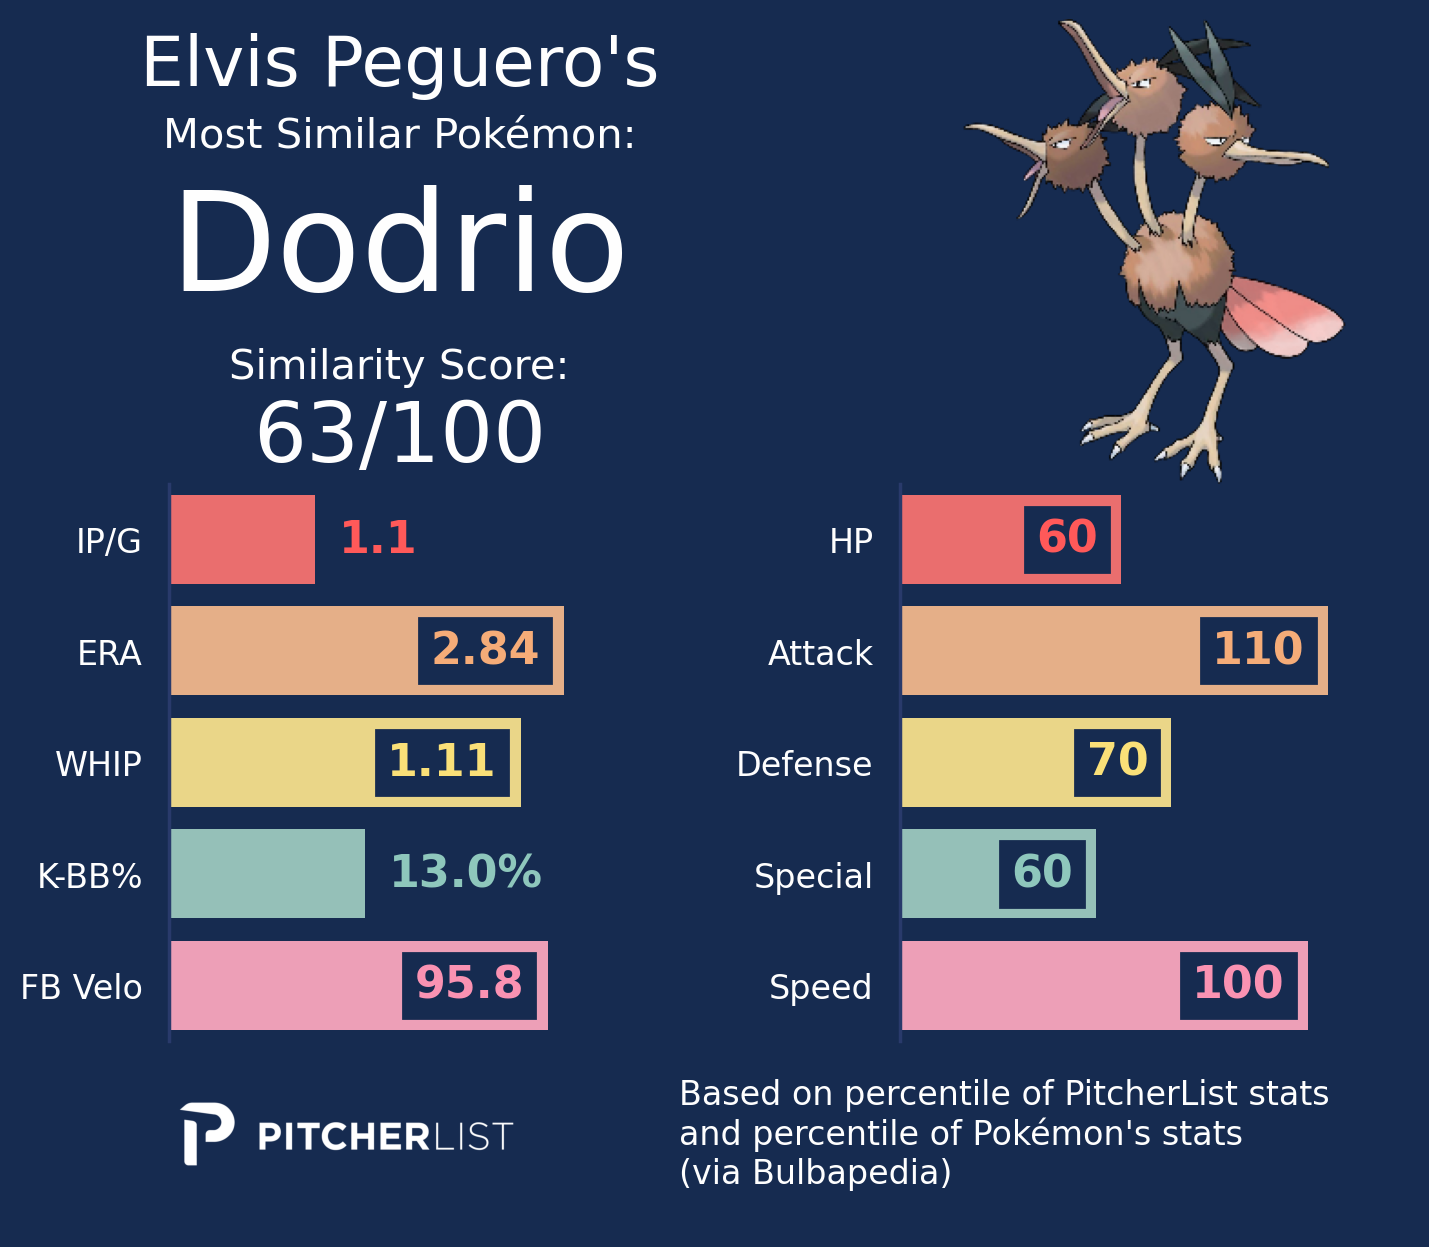 Elvis Peguero's
Most Similar Pokémon:
Dodrio
Similarity Score:
63/100
IP/G 1.1
ERA 2.84
WHIP 1.11
K-BB% 13.0%
FB Velo 95.8
HP 60
Attack 110
Defense 70
Special 60
Speed 100
PITCHERLIST
Based on percentile of PitcherList stats
and percentile of Pokémon's stats
(via Bulbapedia)